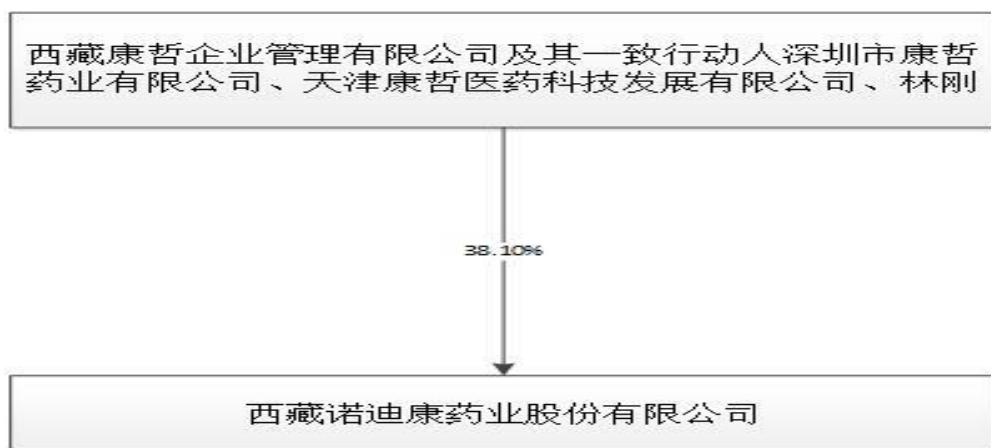 西藏康哲企业管理有限公司及其一致行动人深圳市康哲
药业有限公司、天津康哲医药科技发展有限公司、林刚
38.10%
西藏诺迪康药业股份有限公司